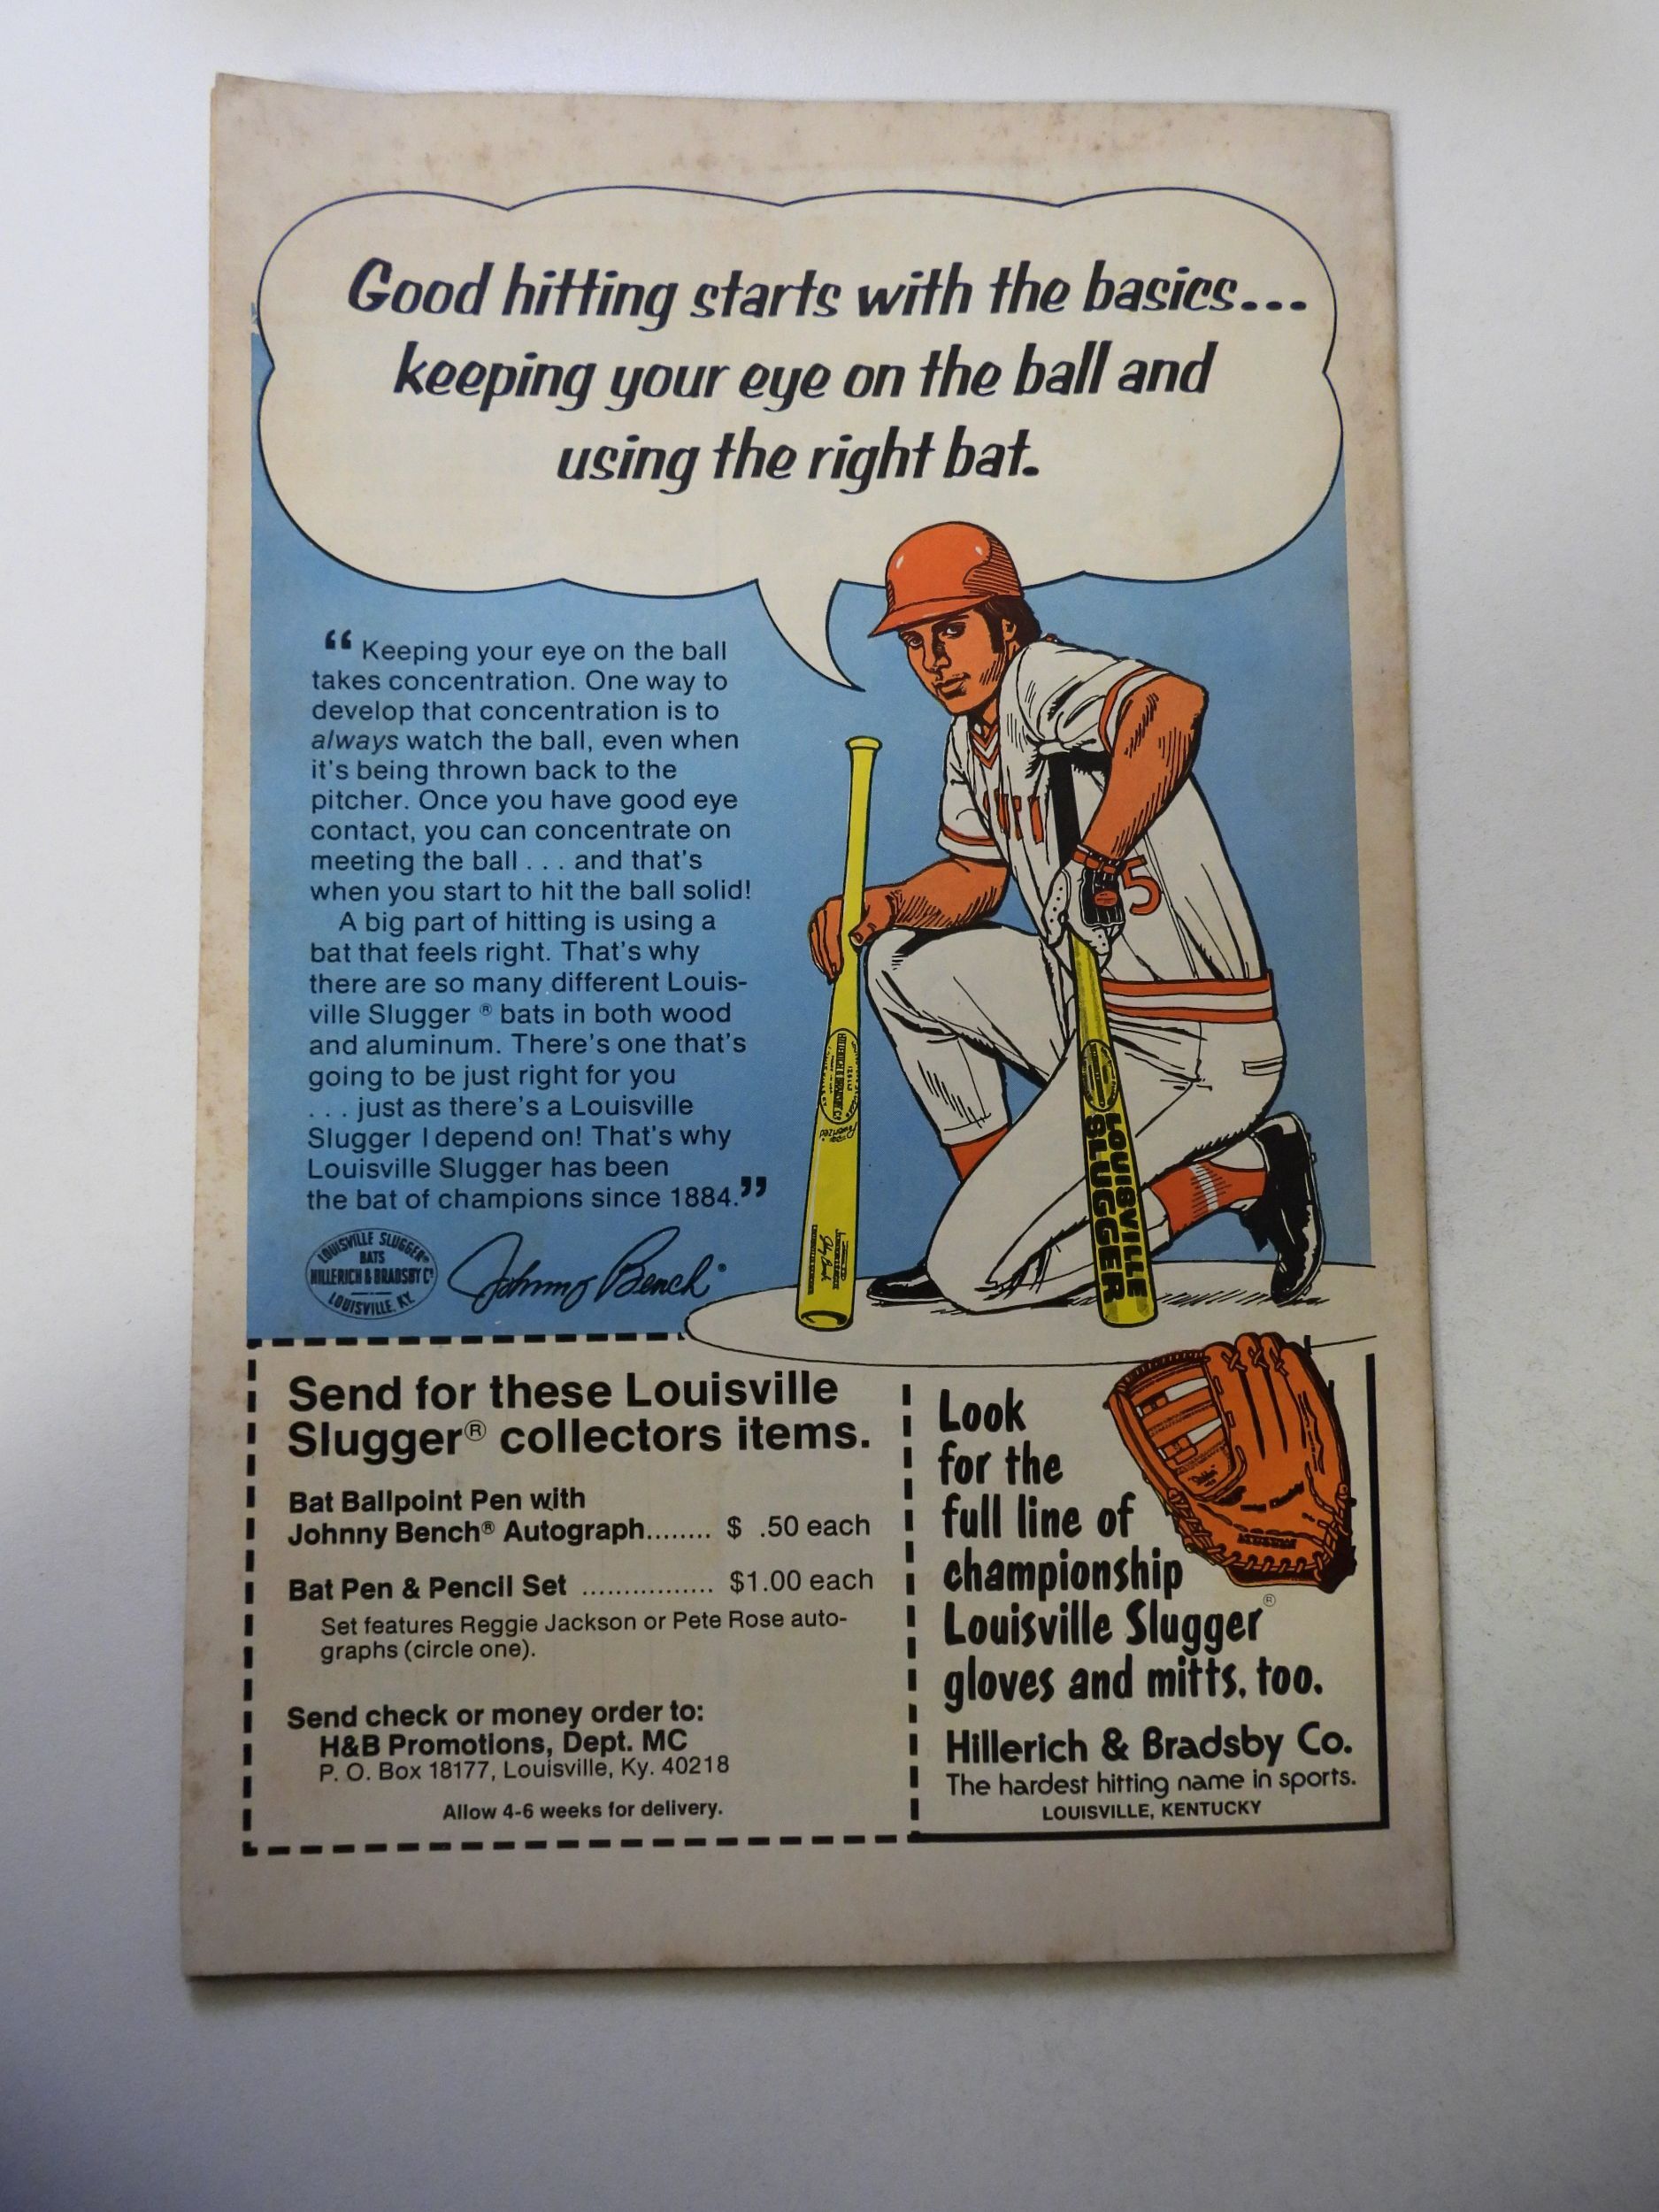 Good hitting starts with the basics...
keeping your eye on the ball and
using the right bat.
“ Keeping your eye on the ball
takes concentration. One way to
develop that concentration is to
always watch the ball, even when
it's being thrown back to the
pitcher. Once you have good eye
contact, you can concentrate on
meeting the ball . . . and that's
when you start to hit the ball solid!
A big part of hitting is using a
bat that feels right. That's why
there are so many different Louis-
ville Slugger ® bats in both wood
and aluminum. There's one that's
going to be just right for you
. . . just as there's a Louisville
Slugger I depend on! That's why
Louisville Slugger has been
the bat of champions since 1884.”
LOUISVILLE SLUGGER®
BATS
HILLERICH & BRADSBY Cº
LOUISVILLE, KY.
Johnny Bench®
5
LOUISVILLE
SLUGGER
Send for these Louisville
Slugger® collectors items.
Bat Ballpoint Pen with
Johnny Bench® Autograph........ $ .50 each
Bat Pen & Pencil Set ................ $1.00 each
Set features Reggie Jackson or Pete Rose auto-
graphs (circle one).
Send check or money order to:
H&B Promotions, Dept. MC
P. O. Box 18177, Louisville, Ky. 40218
Allow 4-6 weeks for delivery.
Look
for the
full line of
championship
Louisville Slugger®
gloves and mitts, too.
Hillerich & Bradsby Co.
The hardest hitting name in sports.
LOUISVILLE, KENTUCKY